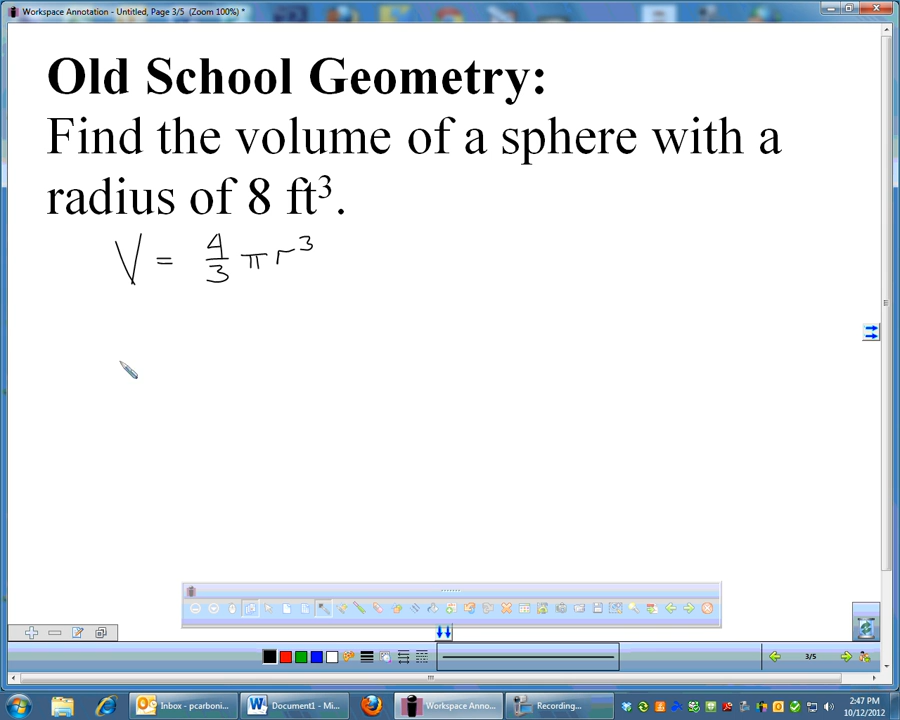 Workspace Annotation - Untitled, Page 3/5 (Zoom 100%) *
Old School Geometry:
Find the volume of a sphere with a
radius of 8 ft³.
V = 4/3 πr³
3/5
Inbox - pcarboni...
Document1 - Mi...
Workspace Anno...
Recording...
2:47 PM
10/12/2012